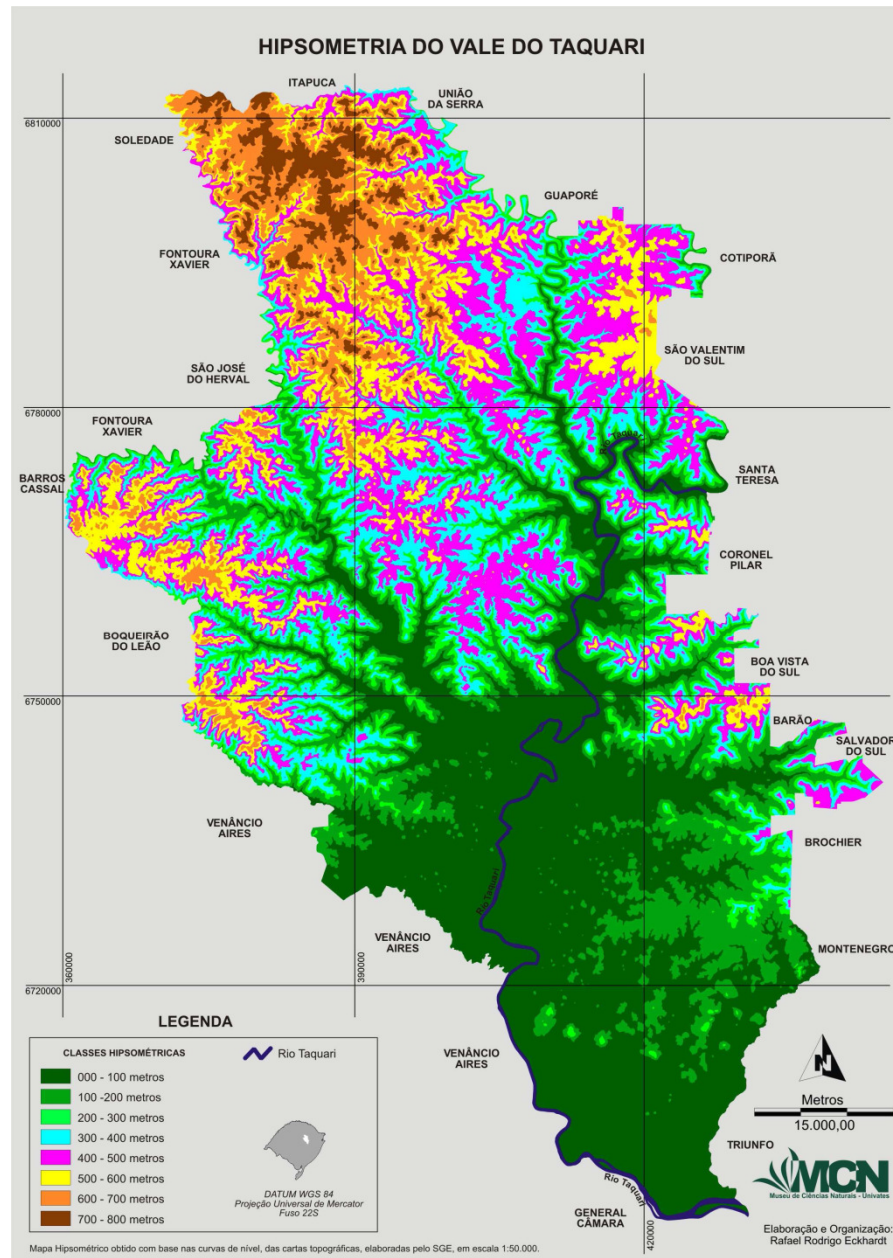 HIPSOMETRIA DO VALE DO TAQUARI
ITAPUCA
UNIÃO
DA SERRA
6810000
SOLEDADE
GUAPORÉ
FONTOURA
XAVIER
COTIPORÃ
SÃO VALENTIM
DO SUL
SÃO JOSÉ
DO HERVAL
6780000
FONTOURA
XAVIER
Rio Taquari
BARROS
CASSAL
SANTA
TERESA
CORONEL
PILAR
BOQUEIRÃO
DO LEÃO
BOA VISTA
DO SUL
6750000
BARÃO
SALVADOR
DO SUL
VENÂNCIO
AIRES
BROCHIER
Rio Taquari
VENÂNCIO
AIRES
MONTENEGRO
360000
390000
6720000
LEGENDA
CLASSES HIPSOMÉTRICAS
Rio Taquari
000 - 100 metros
100 -200 metros
200 - 300 metros
300 - 400 metros
400 - 500 metros
500 - 600 metros
600 - 700 metros
700 - 800 metros
DATUM WGS 84
Projeção Universal de Mercator
Fuso 22S
VENÂNCIO
AIRES
N
Metros
15.000,00
TRIUNFO
MCN
Museu de Ciências Naturais - Univates
Rio Taquari
GENERAL
CÂMARA
420000
Elaboração e Organização:
Rafael Rodrigo Eckhardt
Mapa Hipsométrico obtido com base nas curvas de nível, das cartas topográficas, elaboradas pelo SGE, em escala 1:50.000.